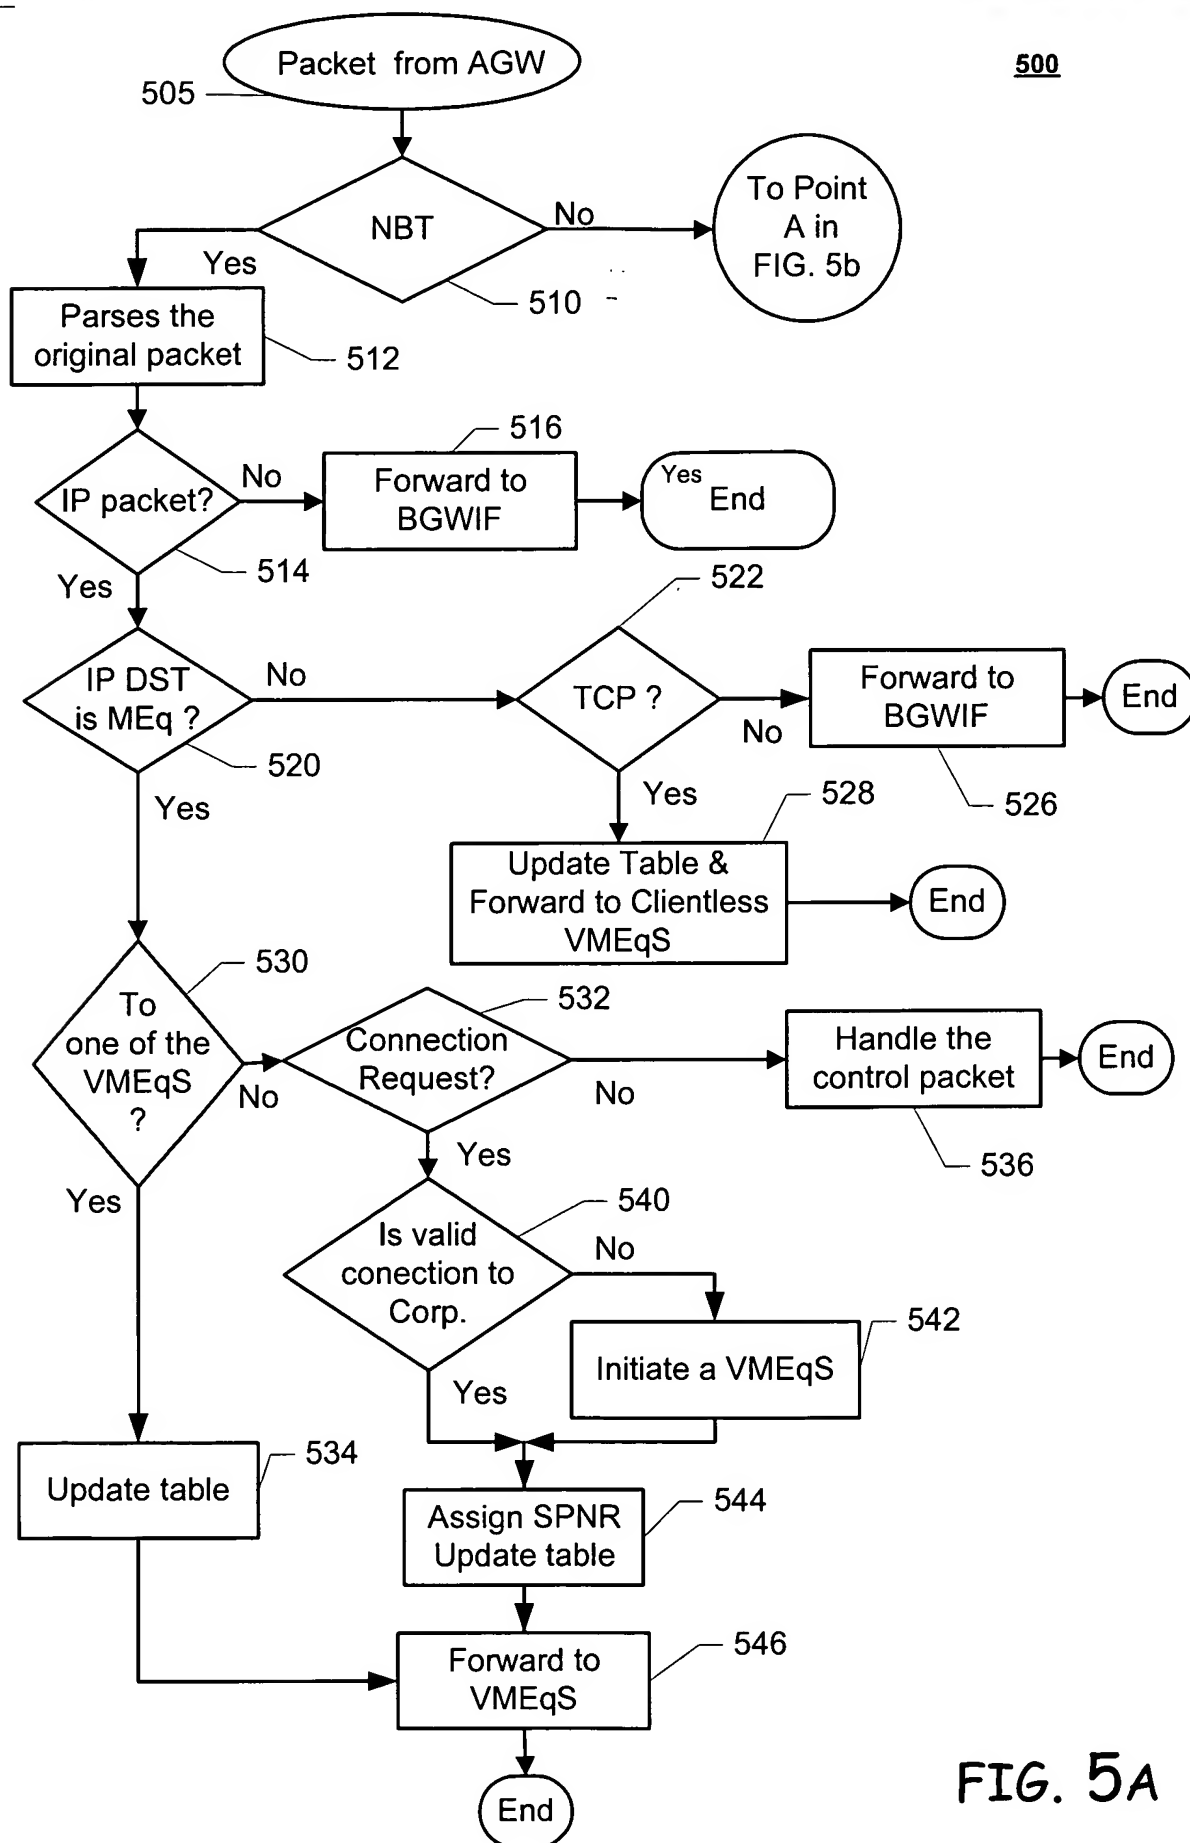 Packet from AGW
500
505
NBT
No
To Point
A in
FIG. 5b
Yes
510
Parses the
original packet
512
516
No
Forward to
BGWIF
Yes
End
IP packet?
514
Yes
522
IP DST
is MEq ?
No
TCP ?
No
Forward to
BGWIF
End
520
526
Yes
Yes
528
Update Table &
Forward to Clientless
VMEqS
End
530
To
one of the
VMEqS
?
No
532
Connection
Request?
No
Handle the
control packet
End
536
Yes
Yes
540
Is valid
conection to
Corp.
No
542
Initiate a VMEqS
Yes
534
Update table
544
Assign SPNR
Update table
546
Forward to
VMEqS
End
FIG. 5A